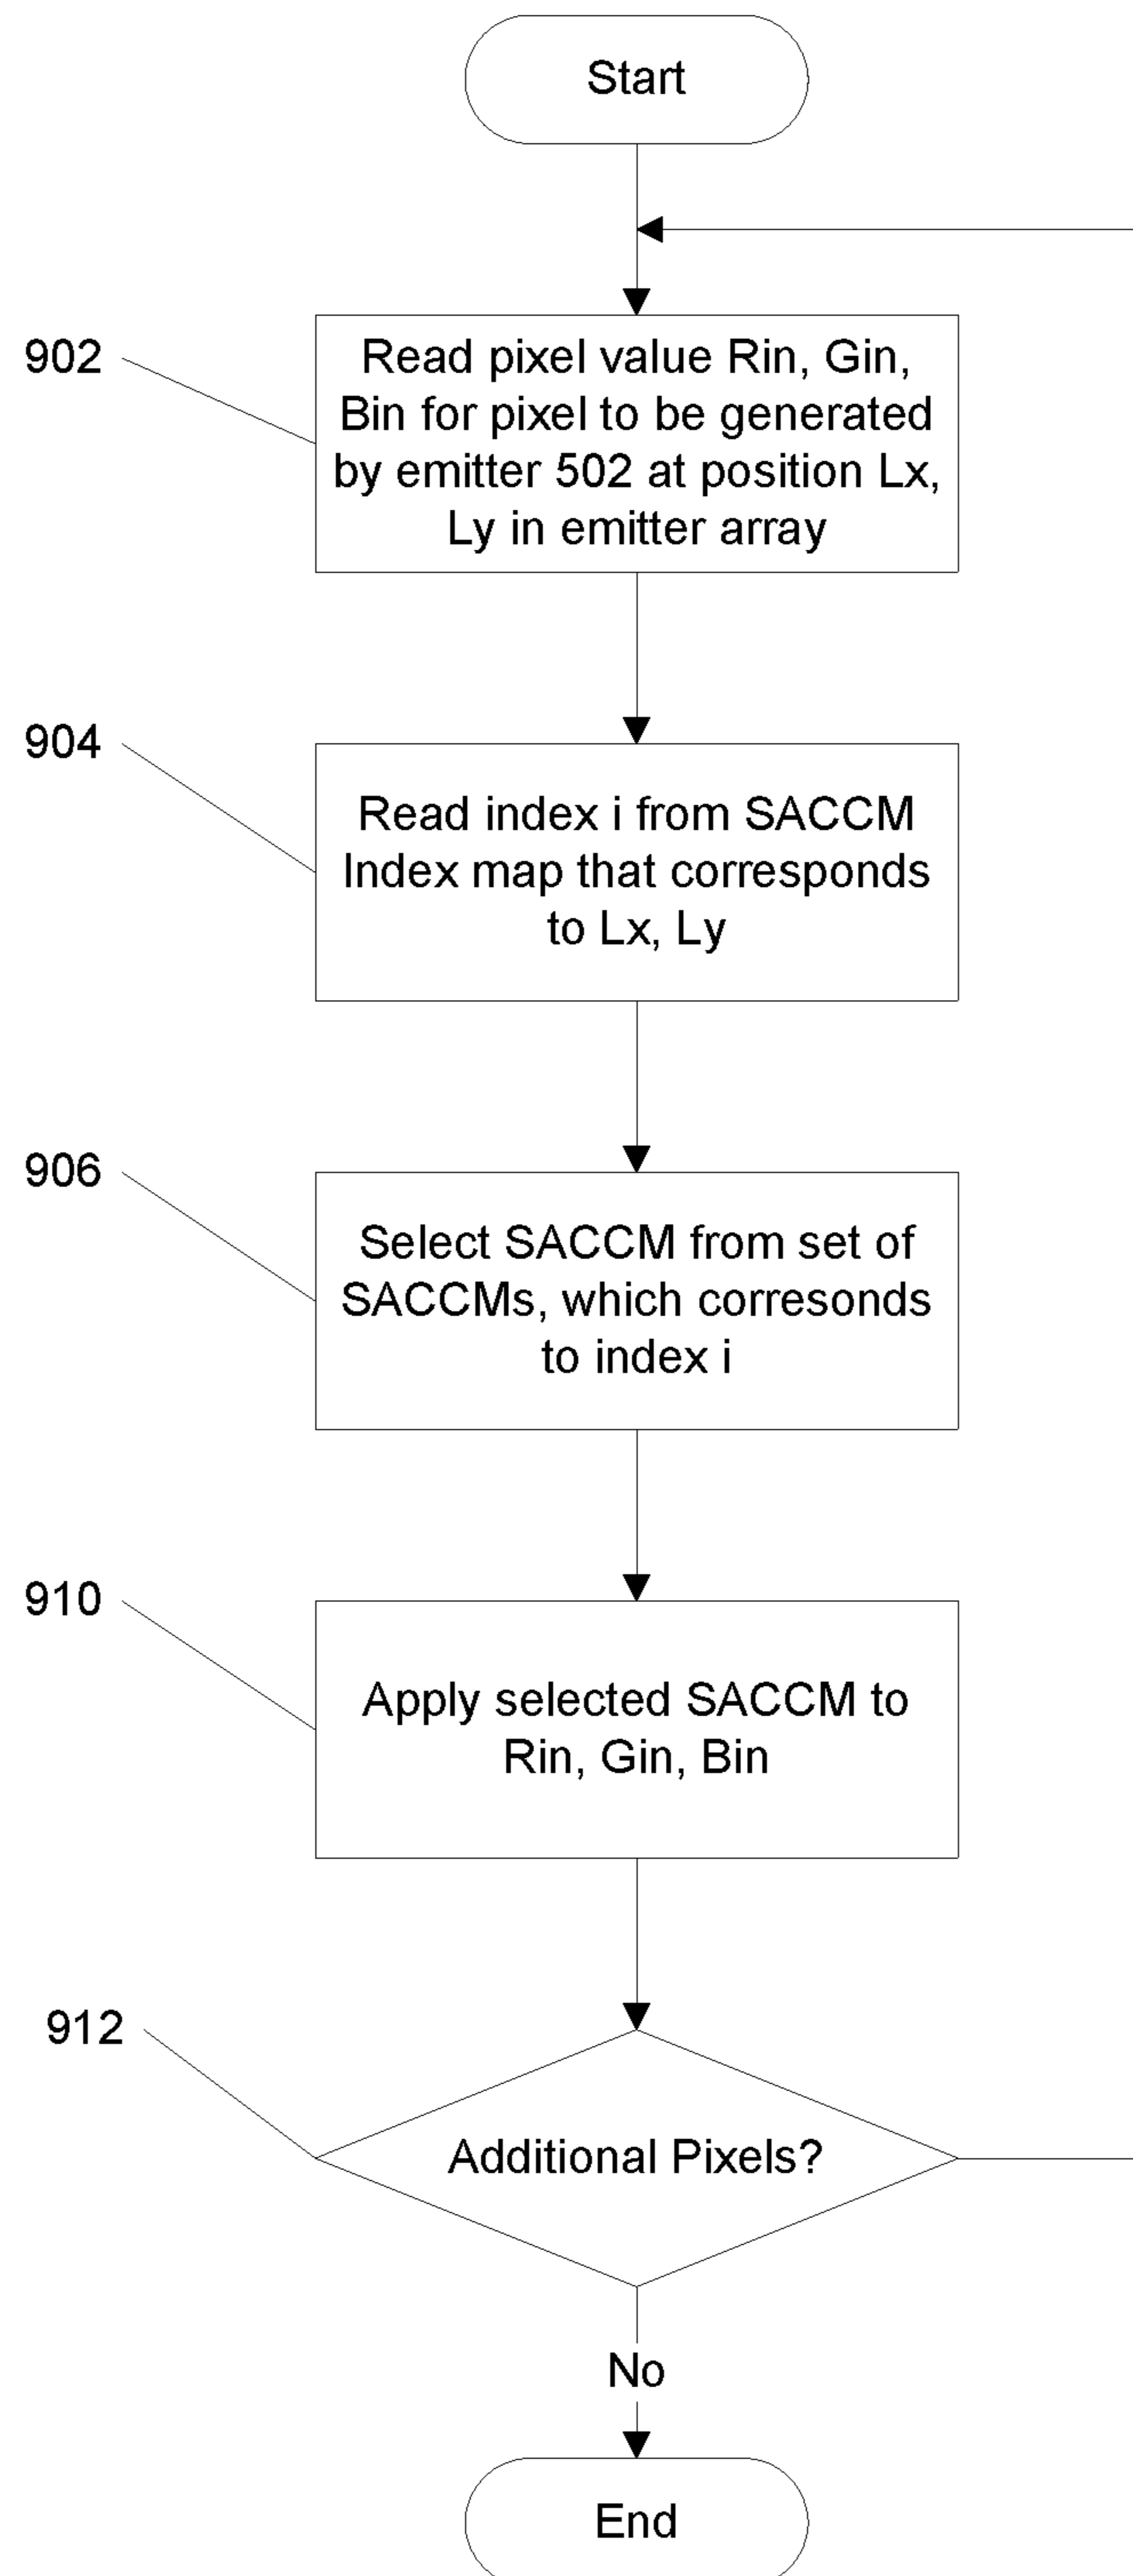 Start
902
Read pixel value Rin, Gin,
Bin for pixel to be generated
by emitter 502 at position Lx,
Ly in emitter array
904
Read index i from SACCM
Index map that corresponds
to Lx, Ly
906
Select SACCM from set of
SACCMs, which corresonds
to index i
910
Apply selected SACCM to
Rin, Gin, Bin
912
Additional Pixels?
No
End